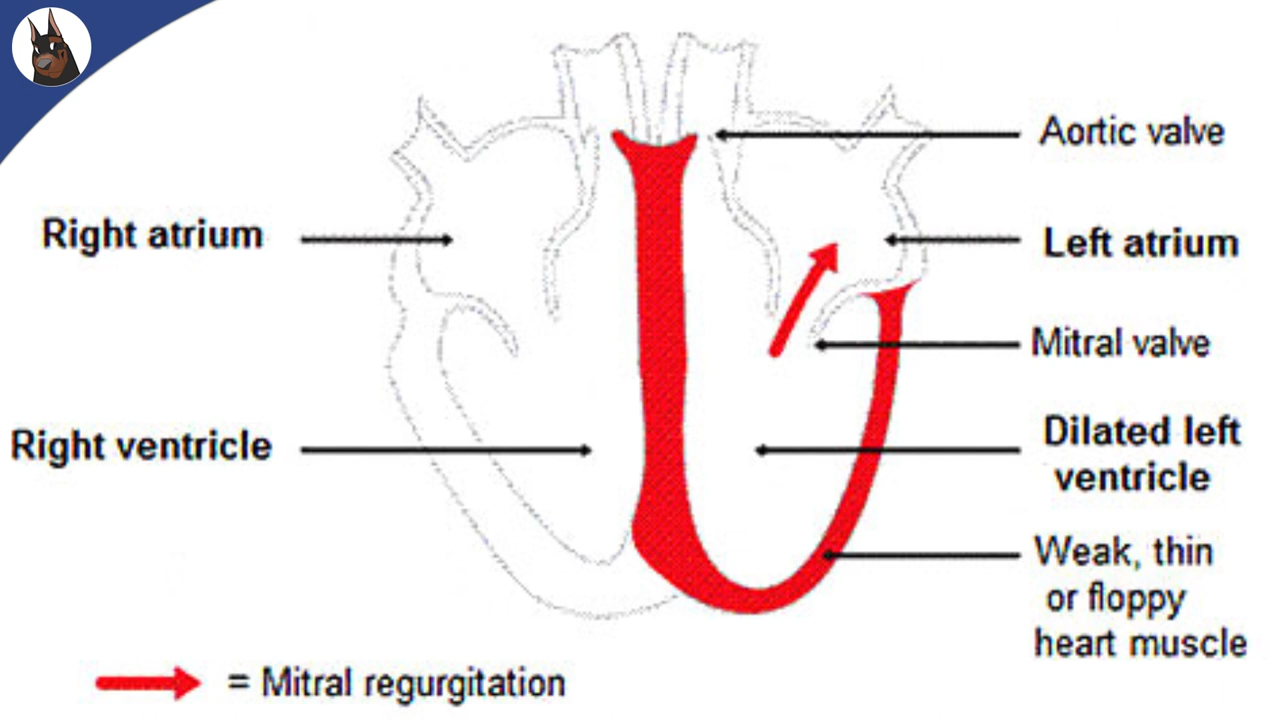 Aortic valve
Right atrium
Left atrium
Mitral valve
Right ventricle
Dilated left
ventricle
Weak, thin
or floppy
heart muscle
= Mitral regurgitation